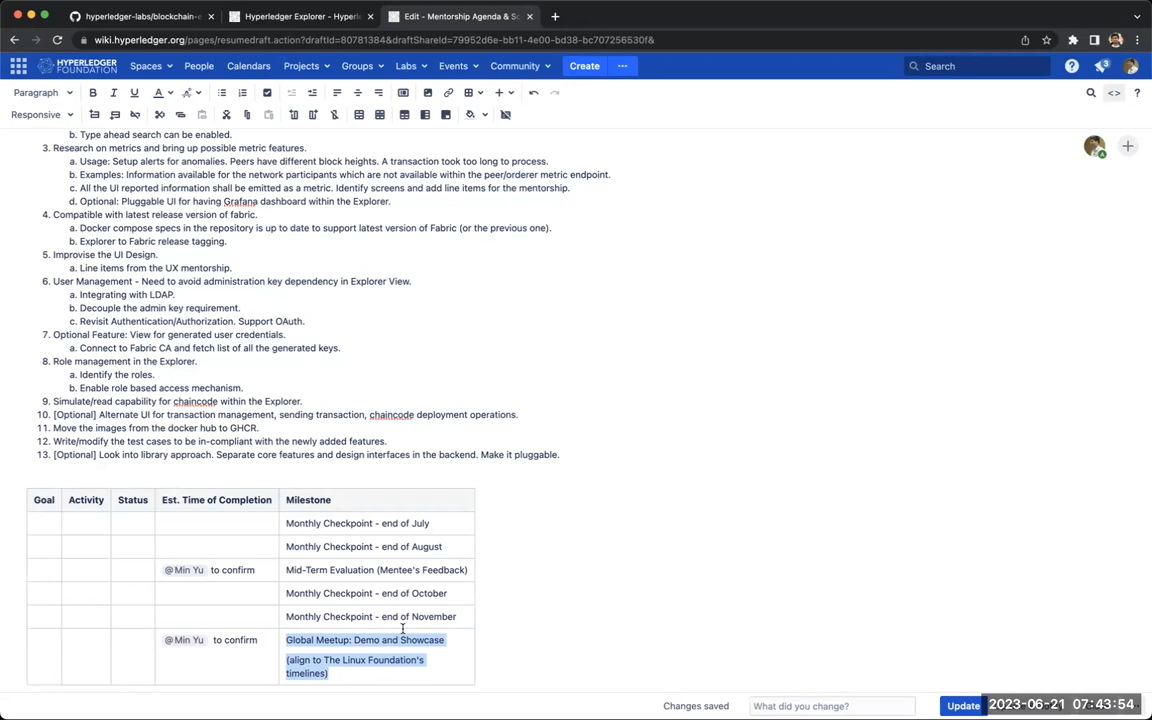 hyperledger-labs/blockchain-e
Hyperledger Explorer - Hyperle
Edit - Mentorship Agenda & Sc
wiki.hyperledger.org/pages/resumedraft.action?draftId=80781384&draftShareId=79952d6e-bb11-4e00-bd38-bc707256530f&
HYPERLEDGER FOUNDATION Spaces People Calendars Projects Groups Labs Events Community Create Search 3
Paragraph B I U A
Responsive
b. Type ahead search can be enabled.
3. Research on metrics and bring up possible metric features.
a. Usage: Setup alerts for anomalies. Peers have different block heights. A transaction took too long to process.
b. Examples: Information available for the network participants which are not available within the peer/orderer metric endpoint.
c. All the UI reported information shall be emitted as a metric. Identify screens and add line items for the mentorship.
d. Optional: Pluggable UI for having Grafana dashboard within the Explorer.
4. Compatible with latest release version of fabric.
a. Docker compose specs in the repository is up to date to support latest version of Fabric (or the previous one).
b. Explorer to Fabric release tagging.
5. Improvise the UI Design.
a. Line items from the UX mentorship.
6. User Management - Need to avoid administration key dependency in Explorer View.
a. Integrating with LDAP.
b. Decouple the admin key requirement.
c. Revisit Authentication/Authorization. Support OAuth.
7. Optional Feature: View for generated user credentials.
a. Connect to Fabric CA and fetch list of all the generated keys.
8. Role management in the Explorer.
a. Identify the roles.
b. Enable role based access mechanism.
9. Simulate/read capability for chaincode within the Explorer.
10. [Optional] Alternate UI for transaction management, sending transaction, chaincode deployment operations.
11. Move the images from the docker hub to GHCR.
12. Write/modify the test cases to be in-compliant with the newly added features.
13. [Optional] Look into library approach. Separate core features and design interfaces in the backend. Make it pluggable.
Goal Activity Status Est. Time of Completion Milestone
Monthly Checkpoint - end of July
Monthly Checkpoint - end of August
@Min Yu to confirm Mid-Term Evaluation (Mentee's Feedback)
Monthly Checkpoint - end of October
Monthly Checkpoint - end of November
@Min Yu to confirm Global Meetup: Demo and Showcase
(align to The Linux Foundation's
timelines)
Changes saved What did you change? Update 2023-06-21 07:43:54